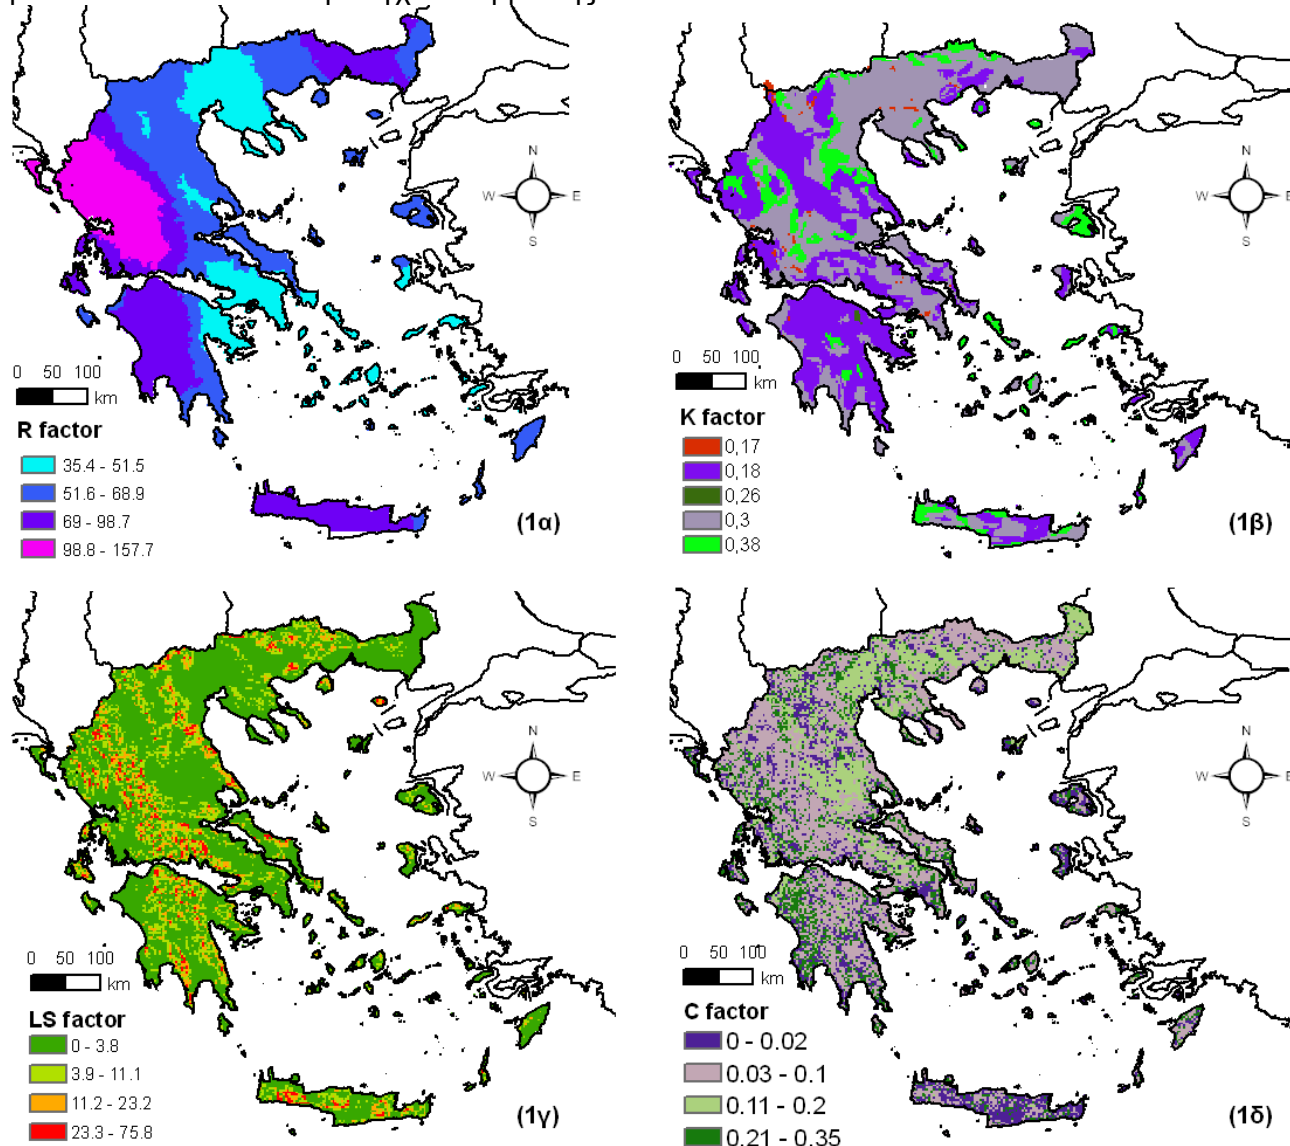 N
W E
S
0 50 100
km
R factor
35.4 - 51.5
51.6 - 68.9
69 - 98.7
98.8 - 157.7
(1α)
N
W E
S
0 50 100
km
K factor
0,17
0,18
0,26
0,3
0,38
(1β)
N
W E
S
0 50 100
km
LS factor
0 - 3.8
3.9 - 11.1
11.2 - 23.2
23.3 - 75.8
(1γ)
N
W E
S
0 50 100
km
C factor
0 - 0.02
0.03 - 0.1
0.11 - 0.2
0.21 - 0.35
(1δ)